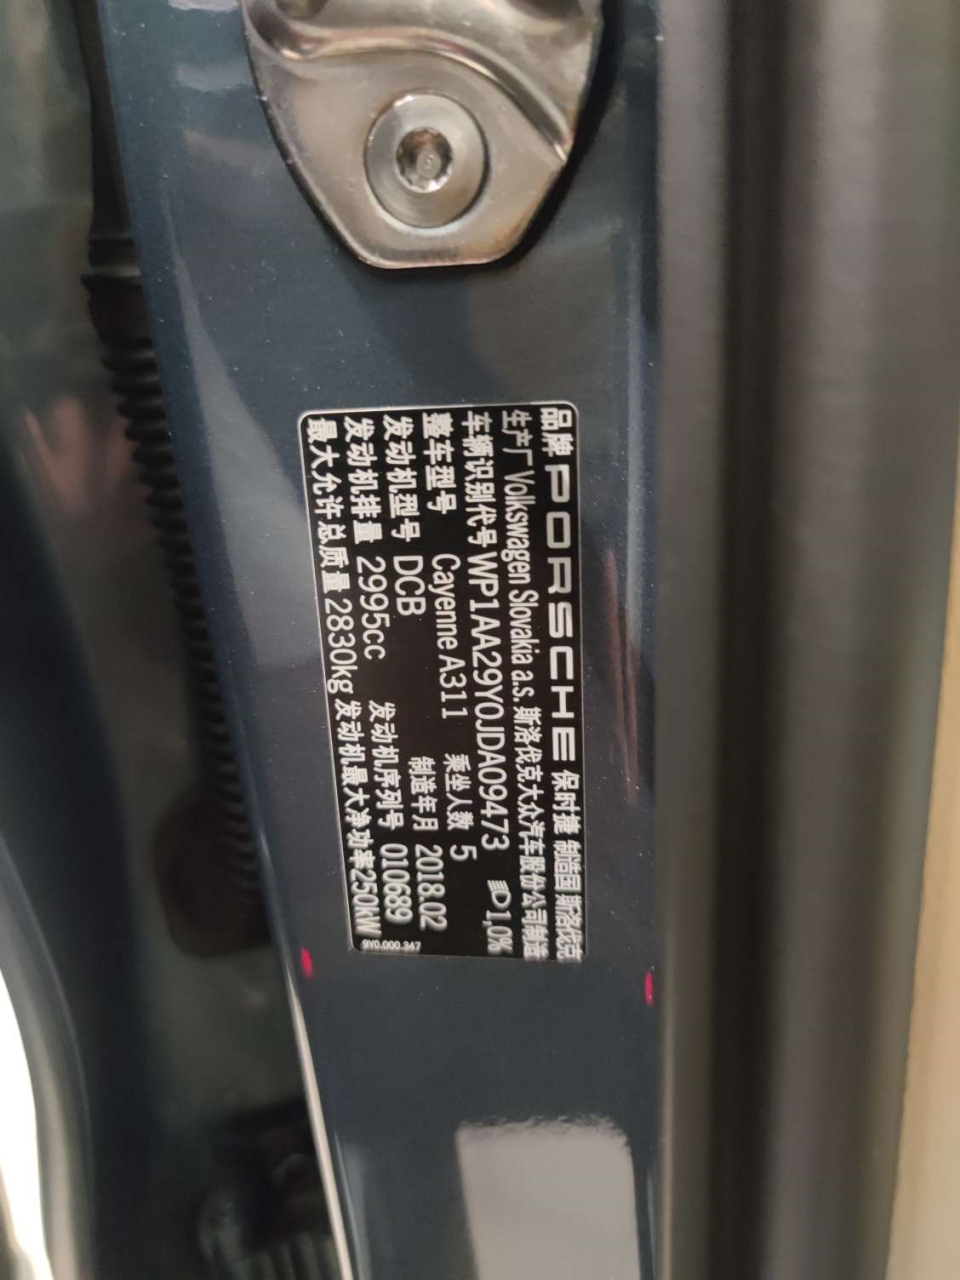 品牌 PORSCHE 保时捷 制造国 斯洛伐克
生产厂 Volkswagen Slovakia a.s. 斯洛伐克大众汽车股份公司制造
车辆识别代号 WP1AA29Y0JDA09473 1,0%
整车型号 Cayenne A311 乘坐人数 5
发动机型号 DCB 制造年月 2018.02
发动机排量 2995cc 发动机序列号 010689
最大允许总质量 2830kg 发动机最大净功率250kW
9Y0.000.347